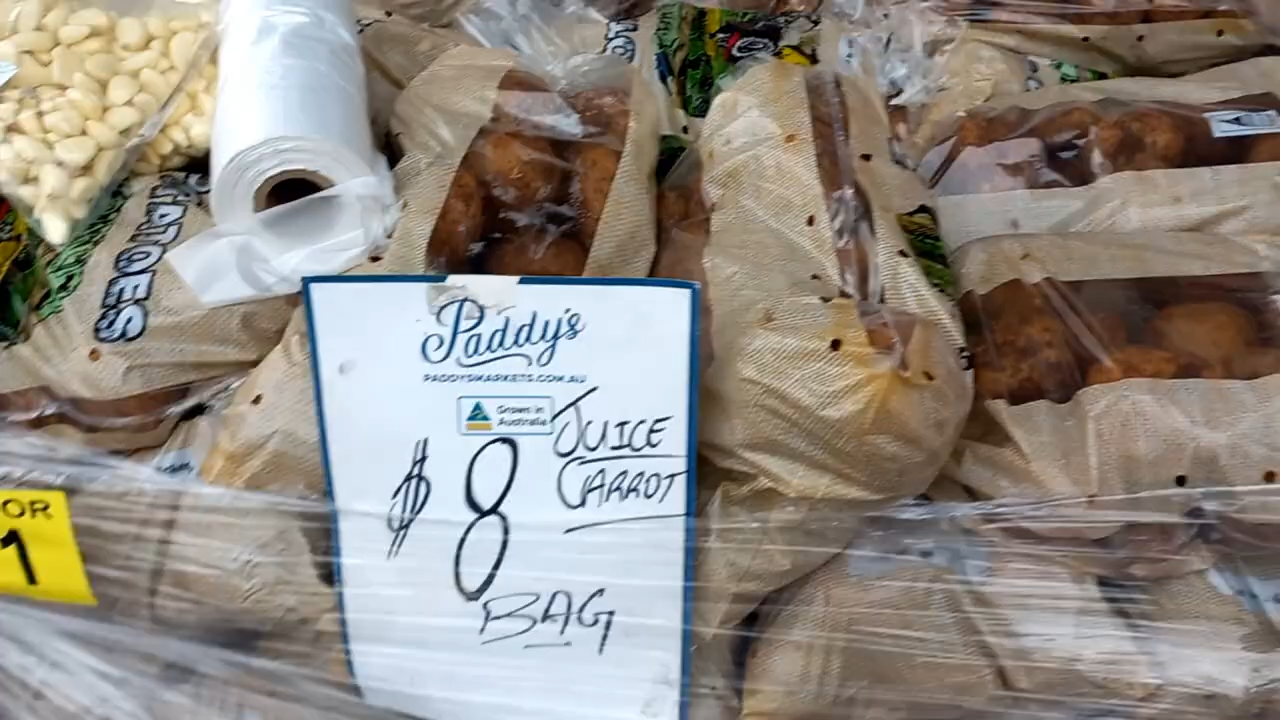 TATOES
Paddy's
PADDYSMARKETS.COM.AU
Grown in
Australia
JUICE
CARROT
$8
BAG
OR
1